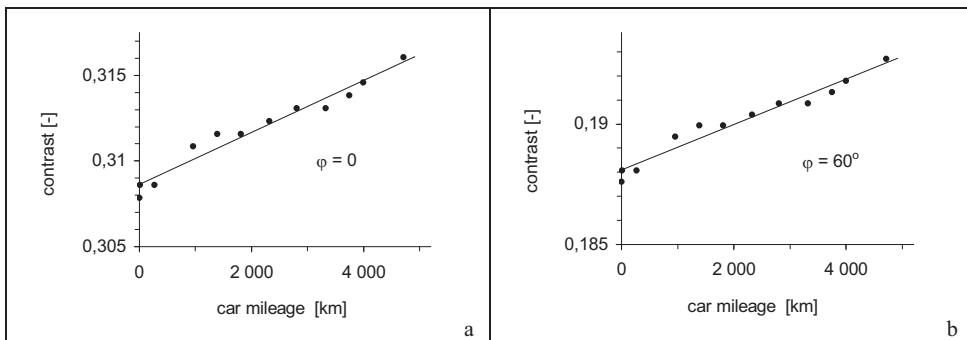 0,315
0,31
0,305
contrast [-]
φ = 0
0
2 000
4 000
car mileage [km]
a
0,19
0,185
contrast [-]
φ = 60°
0
2 000
4 000
car mileage [km]
b